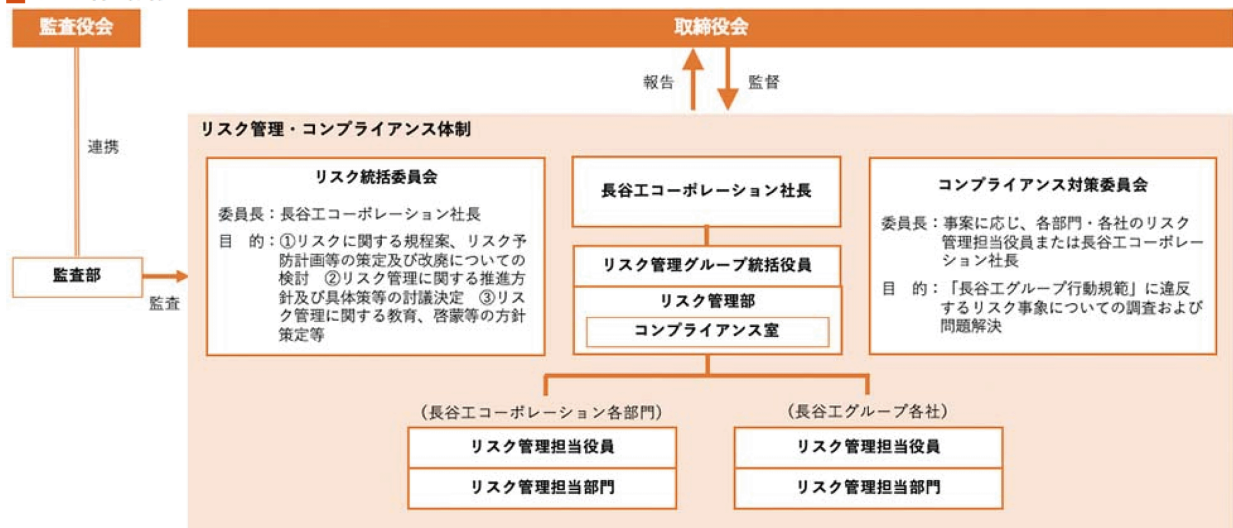 監査役会
取締役会
報告
監督
連携
監査部
監査
リスク管理・コンプライアンス体制
リスク統括委員会
委員長：長谷工コーポレーション社長
目　的：①リスクに関する規程案、リスク予
防計画等の策定及び改廃についての
検討　②リスク管理に関する推進方
針及び具体策等の討議決定　③リス
ク管理に関する教育、啓蒙等の方針
策定等
長谷工コーポレーション社長
リスク管理グループ統括役員
リスク管理部
コンプライアンス室
コンプライアンス対策委員会
委員長：事案に応じ、各部門・各社のリスク
管理担当役員または長谷工コーポレー
ション社長
目　的：「長谷工グループ行動規範」に違反
するリスク事象についての調査および
問題解決
（長谷工コーポレーション各部門）
リスク管理担当役員
リスク管理担当部門
（長谷工グループ各社）
リスク管理担当役員
リスク管理担当部門